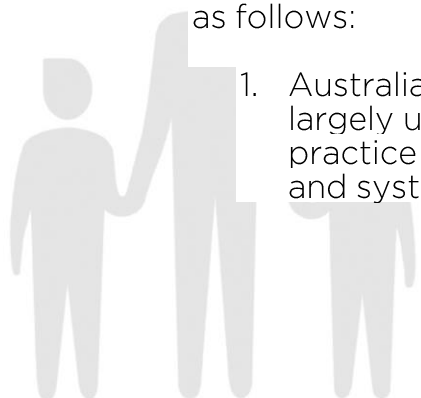 as follows:
1. Australia
largely u
practice
and syst